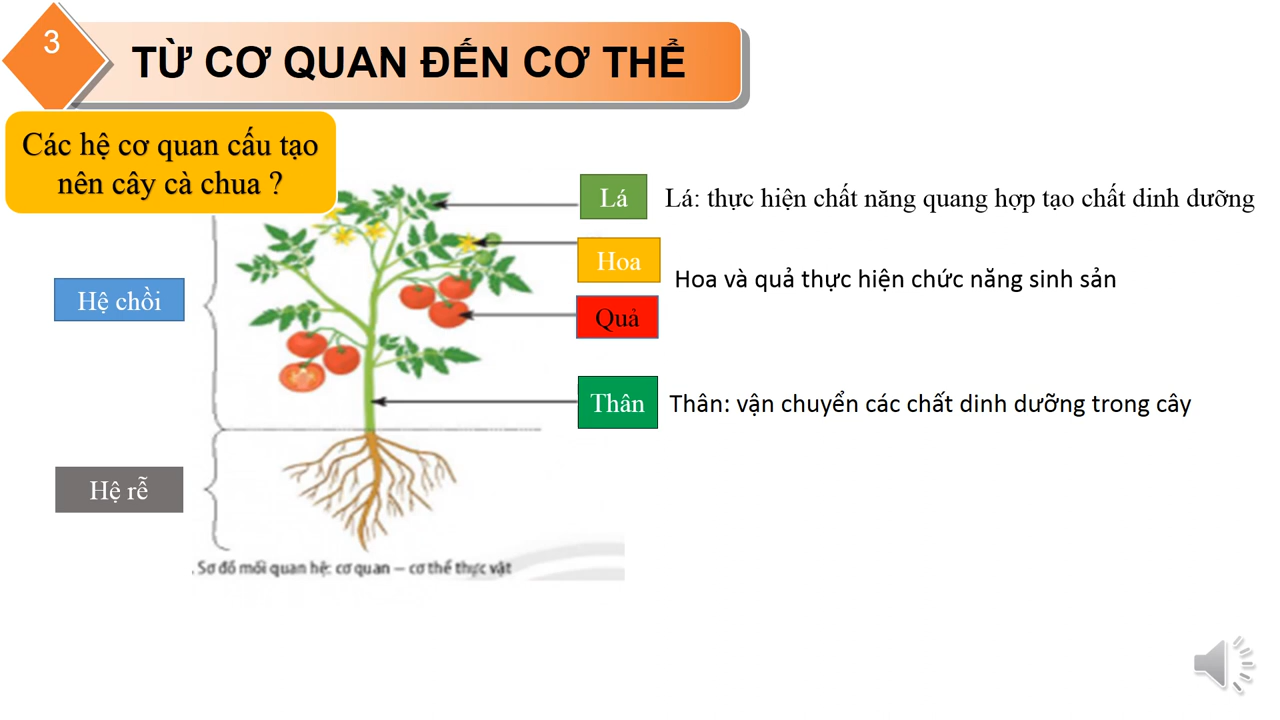 3
TỪ CƠ QUAN ĐẾN CƠ THỂ
Các hệ cơ quan cấu tạo
nên cây cà chua ?
Lá
Lá: thực hiện chất năng quang hợp tạo chất dinh dưỡng
Hoa
Hoa và quả thực hiện chức năng sinh sản
Hệ chồi
Quả
Thân
Thân: vận chuyển các chất dinh dưỡng trong cây
Hệ rễ
. Sơ đồ mối quan hệ: cơ quan – cơ thể thực vật